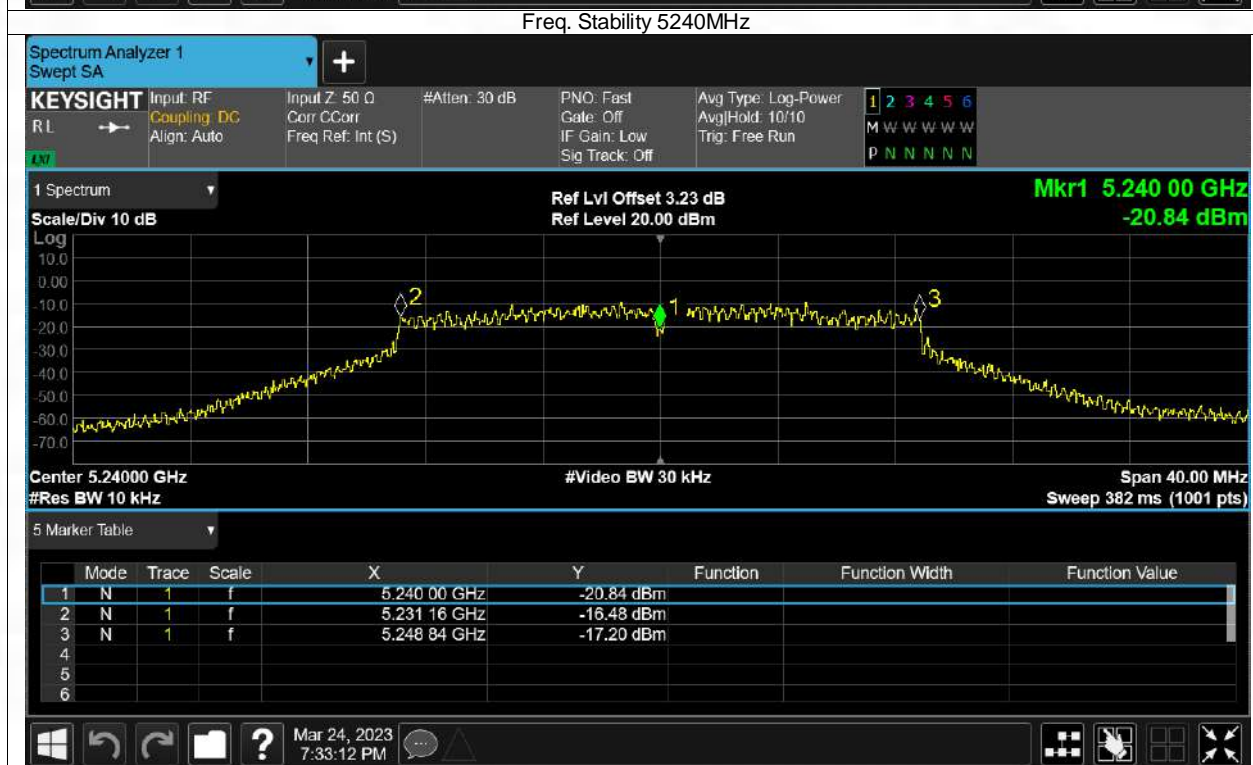 Freq. Stability 5240MHz
Spectrum Analyzer 1
Swept SA
+
KEYSIGHT Input: RF Input Z: 50 Ω #Atten: 30 dB PNO: Fast Avg Type: Log-Power 1 2 3 4 5 6
RL Coupling: DC Corr CCorr Gate: Off Avg|Hold: 10/10 M W W W W W
Align: Auto Freq Ref: Int (S) IF Gain: Low Trig: Free Run
LXI Sig Track: Off P N N N N N
1 Spectrum Ref Lvl Offset 3.23 dB Mkr1 5.240 00 GHz
Scale/Div 10 dB Ref Level 20.00 dBm -20.84 dBm
Log
10.0
0.00
-10.0
-20.0
-30.0
-40.0
-50.0
-60.0
-70.0
2
1
3
Center 5.24000 GHz #Video BW 30 kHz Span 40.00 MHz
#Res BW 10 kHz Sweep 382 ms (1001 pts)
5 Marker Table
Mode Trace Scale X Y Function Function Width Function Value
1 N 1 f 5.240 00 GHz -20.84 dBm
2 N 1 f 5.231 16 GHz -16.48 dBm
3 N 1 f 5.248 84 GHz -17.20 dBm
4
5
6
? Mar 24, 2023
7:33:12 PM